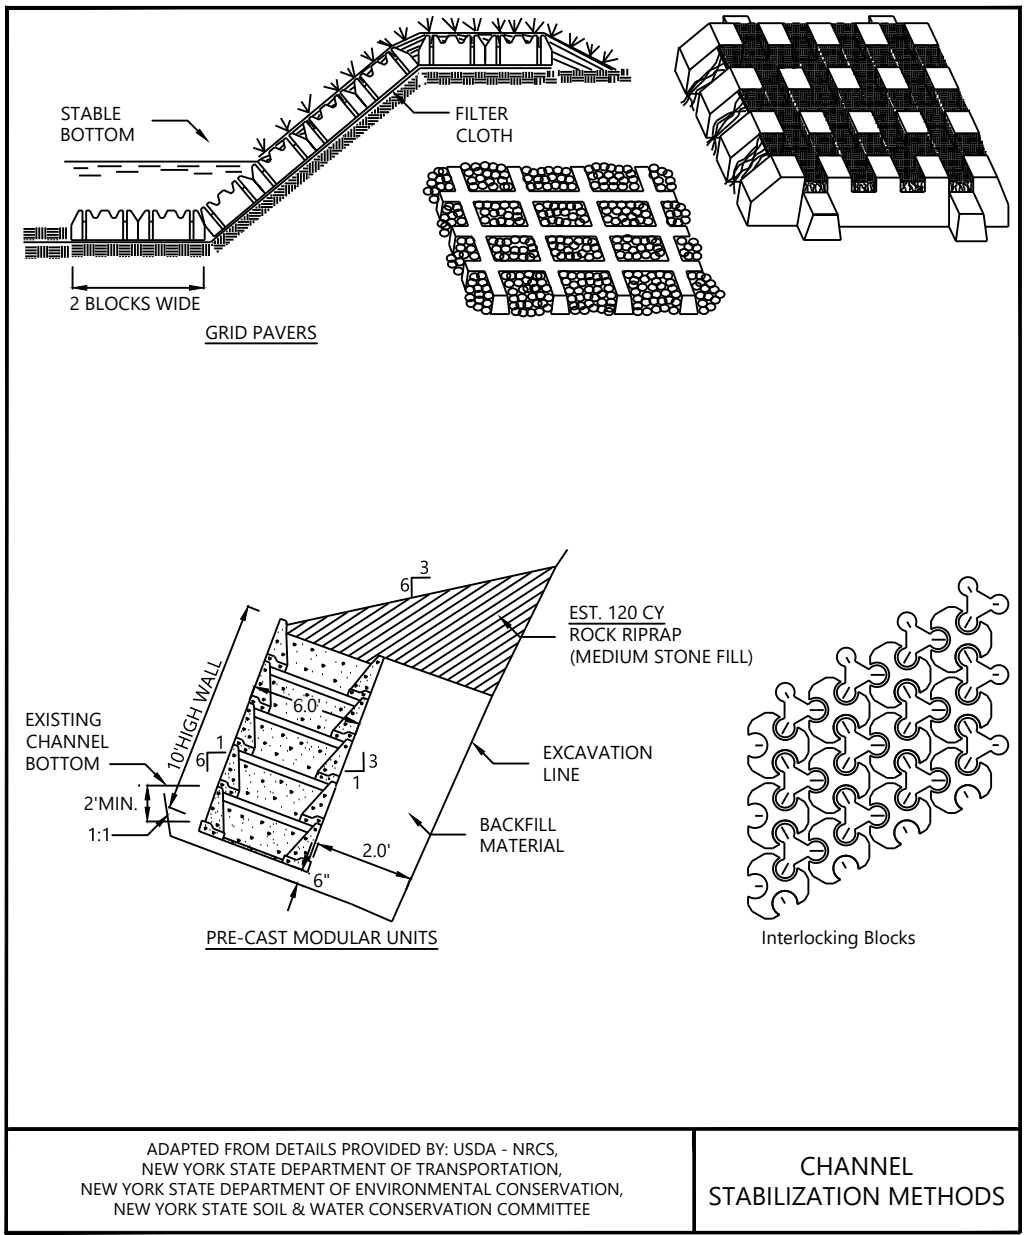 STABLE
BOTTOM
FILTER
CLOTH
2 BLOCKS WIDE
GRID PAVERS
3
6
EST. 120 CY
ROCK RIPRAP
(MEDIUM STONE FILL)
10'HIGH WALL
6.0'
EXISTING
CHANNEL
BOTTOM
1
6
3
1
EXCAVATION
LINE
2'MIN.
1:1
BACKFILL
MATERIAL
2.0'
6"
PRE-CAST MODULAR UNITS
Interlocking Blocks
ADAPTED FROM DETAILS PROVIDED BY: USDA - NRCS,
NEW YORK STATE DEPARTMENT OF TRANSPORTATION,
NEW YORK STATE DEPARTMENT OF ENVIRONMENTAL CONSERVATION,
NEW YORK STATE SOIL & WATER CONSERVATION COMMITTEE
CHANNEL
STABILIZATION METHODS